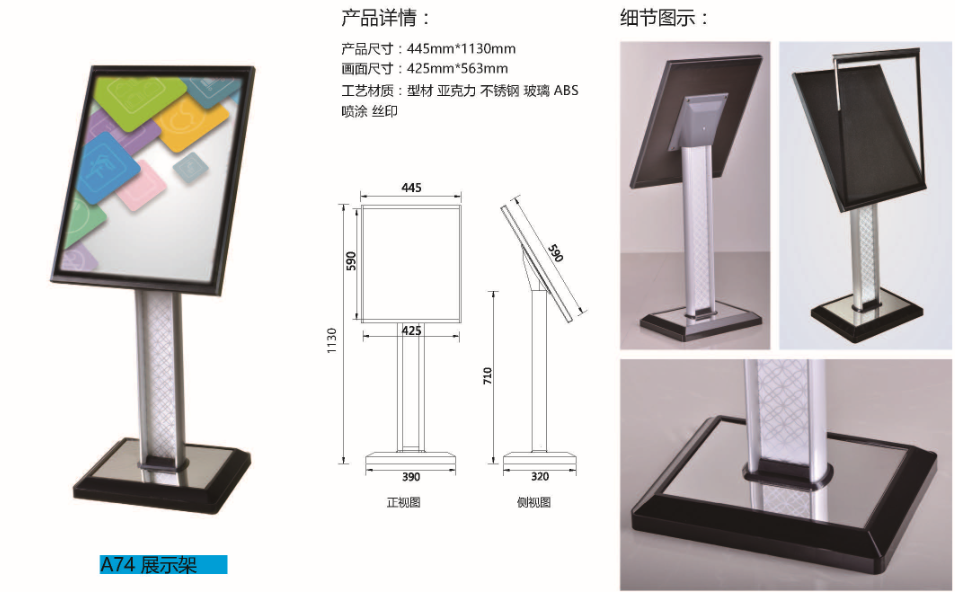 产品详情：
产品尺寸：445mm*1130mm
画面尺寸：425mm*563mm
工艺材质：型材 亚克力 不锈钢 玻璃 ABS
喷涂 丝印
细节图示：
445
590
1130
425
390
正视图
590
710
320
侧视图
A74 展示架